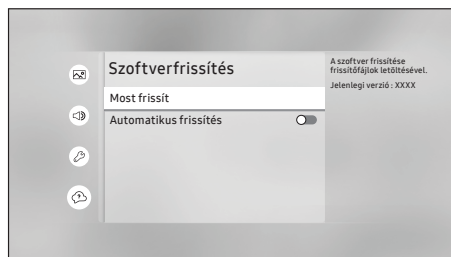 Szoftverfrissítés
Most frissít
Automatikus frissítés
A szoftver frissítése
frissítőfájlok letöltésével.
Jelenlegi verzió : XXXX